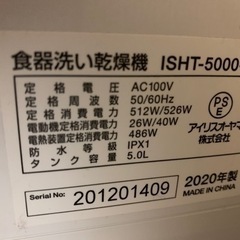 食器洗い乾燥機 ISHT-5000
定格電圧 AC100V
定格周波数 50/60Hz
定格消費電力 512W/526W
電動機定格消費電力 26W/40W
電熱装置定格消費電力 486W
防水等級 IPX1
タンク容量 5.0L
PSE
アイリスオーヤマ
株式会社
Serial No: 201201409
2020年製
MADE IN CHINA